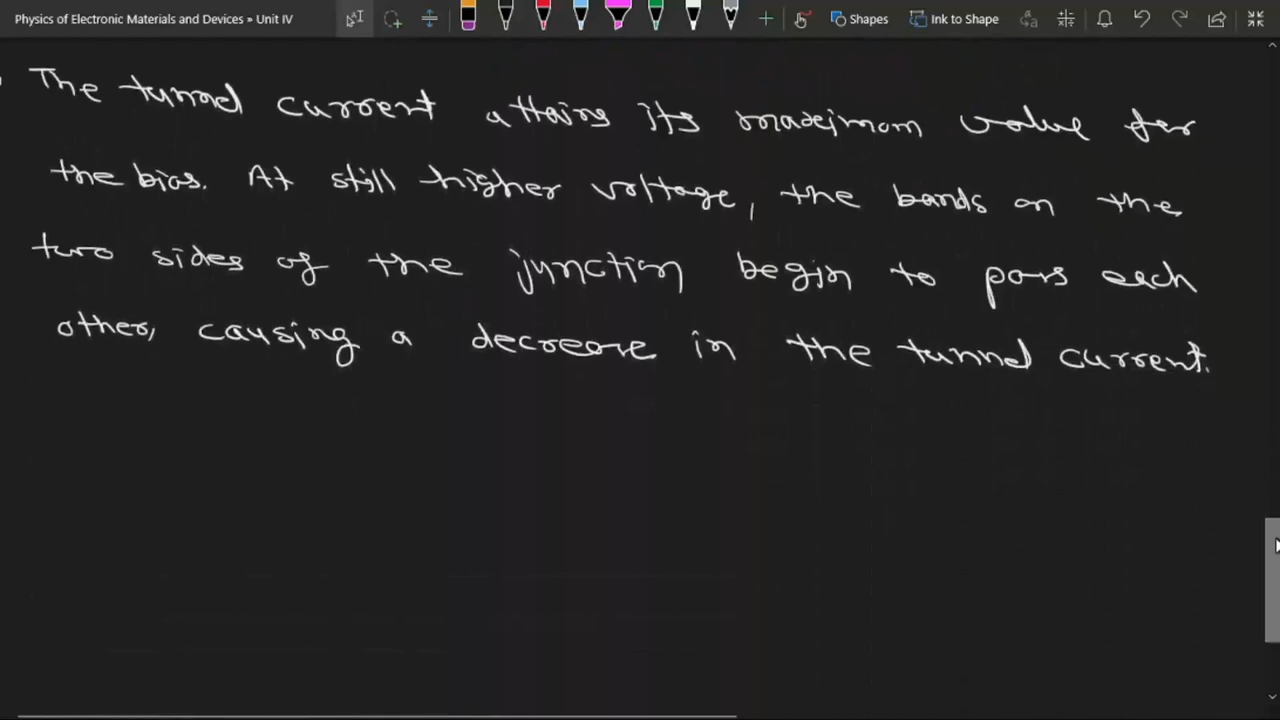 Physics of Electronic Materials and Devices » Unit IV
Shapes
Ink to Shape
The tunnel current attains its maximum value for
the bias. At still higher voltage, the bands on the
two sides of the junction begin to pass each
other, causing a decrease in the tunnel current.